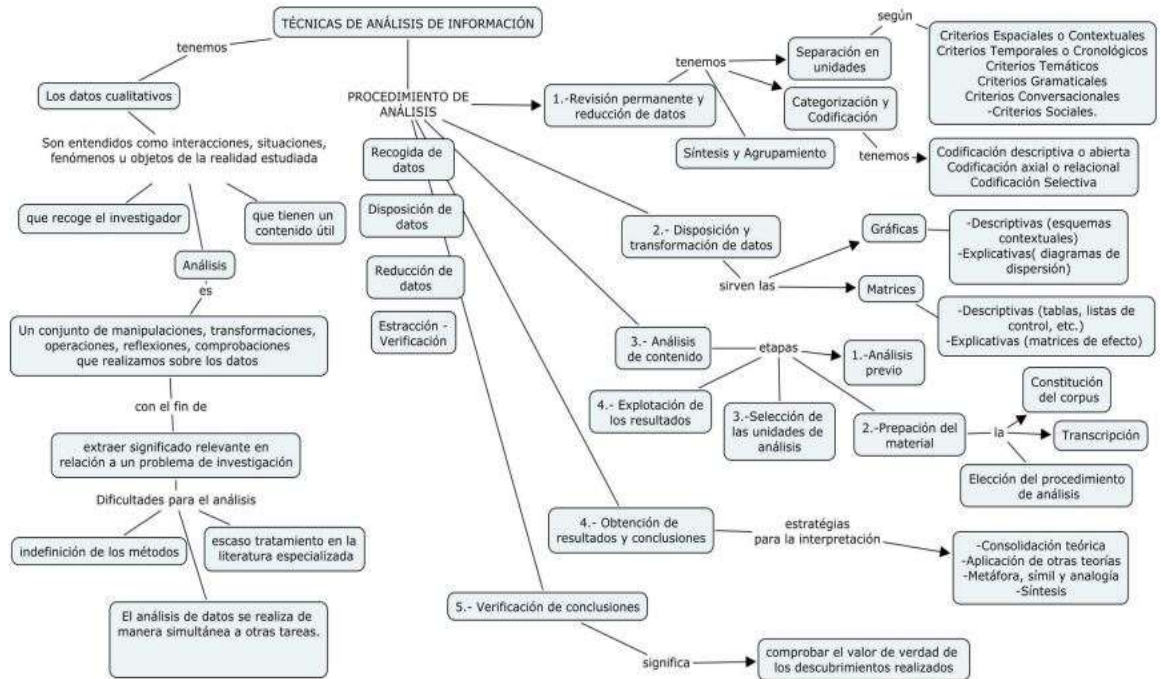 TÉCNICAS DE ANÁLISIS DE INFORMACIÓN
tenemos
Los datos cualitativos
Son entendidos como interacciones, situaciones,
fenómenos u objetos de la realidad estudiada
que recoge el investigador
que tienen un
contenido útil
Análisis
es
Un conjunto de manipulaciones, transformaciones,
operaciones, reflexiones, comprobaciones
que realizamos sobre los datos
con el fin de
extraer significado relevante en
relación a un problema de investigación
Dificultades para el análisis
indefinición de los métodos
escaso tratamiento en la
literatura especializada
El análisis de datos se realiza de
manera simultánea a otras tareas.
PROCEDIMIENTO DE
ANÁLISIS
Recogida de
datos
Disposición de
datos
Reducción de
datos
Estracción -
Verificación
1.-Revisión permanente y
reducción de datos
tenemos
Separación en
unidades
según
Criterios Espaciales o Contextuales
Criterios Temporales o Cronológicos
Criterios Temáticos
Criterios Gramaticales
Criterios Conversacionales
-Criterios Sociales.
Categorización y
Codificación
tenemos
Codificación descriptiva o abierta
Codificación axial o relacional
Codificación Selectiva
Síntesis y Agrupamiento
2.- Disposición y
transformación de datos
sirven las
Gráficas
-Descriptivas (esquemas
contextuales)
-Explicativas( diagramas de
dispersión)
Matrices
-Descriptivas (tablas, listas de
control, etc.)
-Explicativas (matrices de efecto)
3.- Análisis
de contenido
etapas
1.-Análisis
previo
2.-Prepación del
material
la
Constitución
del corpus
Transcripción
Elección del procedimiento
de análisis
3.-Selección de
las unidades de
análisis
4.- Explotación de
los resultados
4.- Obtención de
resultados y conclusiones
estratégias
para la interpretación
-Consolidación teórica
-Aplicación de otras teorías
-Metáfora, símil y analogía
-Síntesis
5.- Verificación de conclusiones
significa
comprobar el valor de verdad de
los descubrimientos realizados